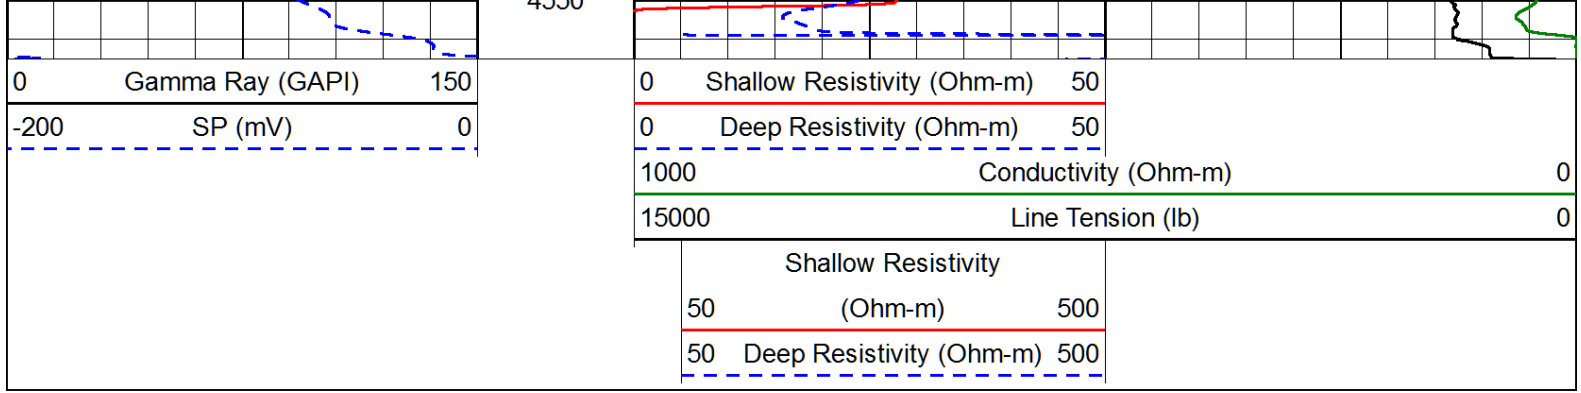 4550
0 Gamma Ray (GAPI) 150
-200 SP (mV) 0
0 Shallow Resistivity (Ohm-m) 50
0 Deep Resistivity (Ohm-m) 50
1000 Conductivity (Ohm-m) 0
15000 Line Tension (lb) 0
Shallow Resistivity
50 (Ohm-m) 500
50 Deep Resistivity (Ohm-m) 500